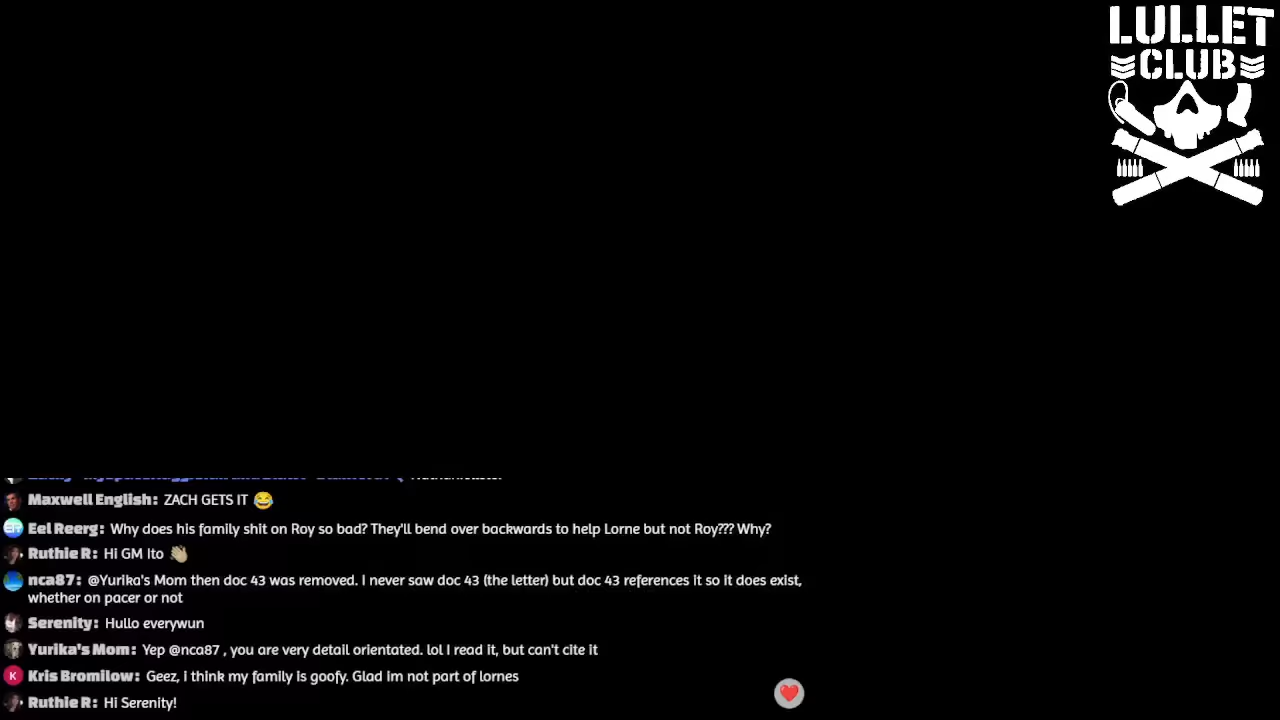 LULLET
CLUB
Maxwell English: ZACH GETS IT 😂
Eel Reerg: Why does his family shit on Roy so bad? They'll bend over backwards to help Lorne but not Roy??? Why?
Ruthie R: Hi GM Ito 👋🏼
nca87: @Yurika's Mom then doc 43 was removed. I never saw doc 43 (the letter) but doc 43 references it so it does exist,
whether on pacer or not
Serenity: Hullo everywun
Yurika's Mom: Yep @nca87 , you are very detail orientated. lol I read it, but can't cite it
K Kris Bromilow: Geez, i think my family is goofy. Glad im not part of lornes
Ruthie R: Hi Serenity!